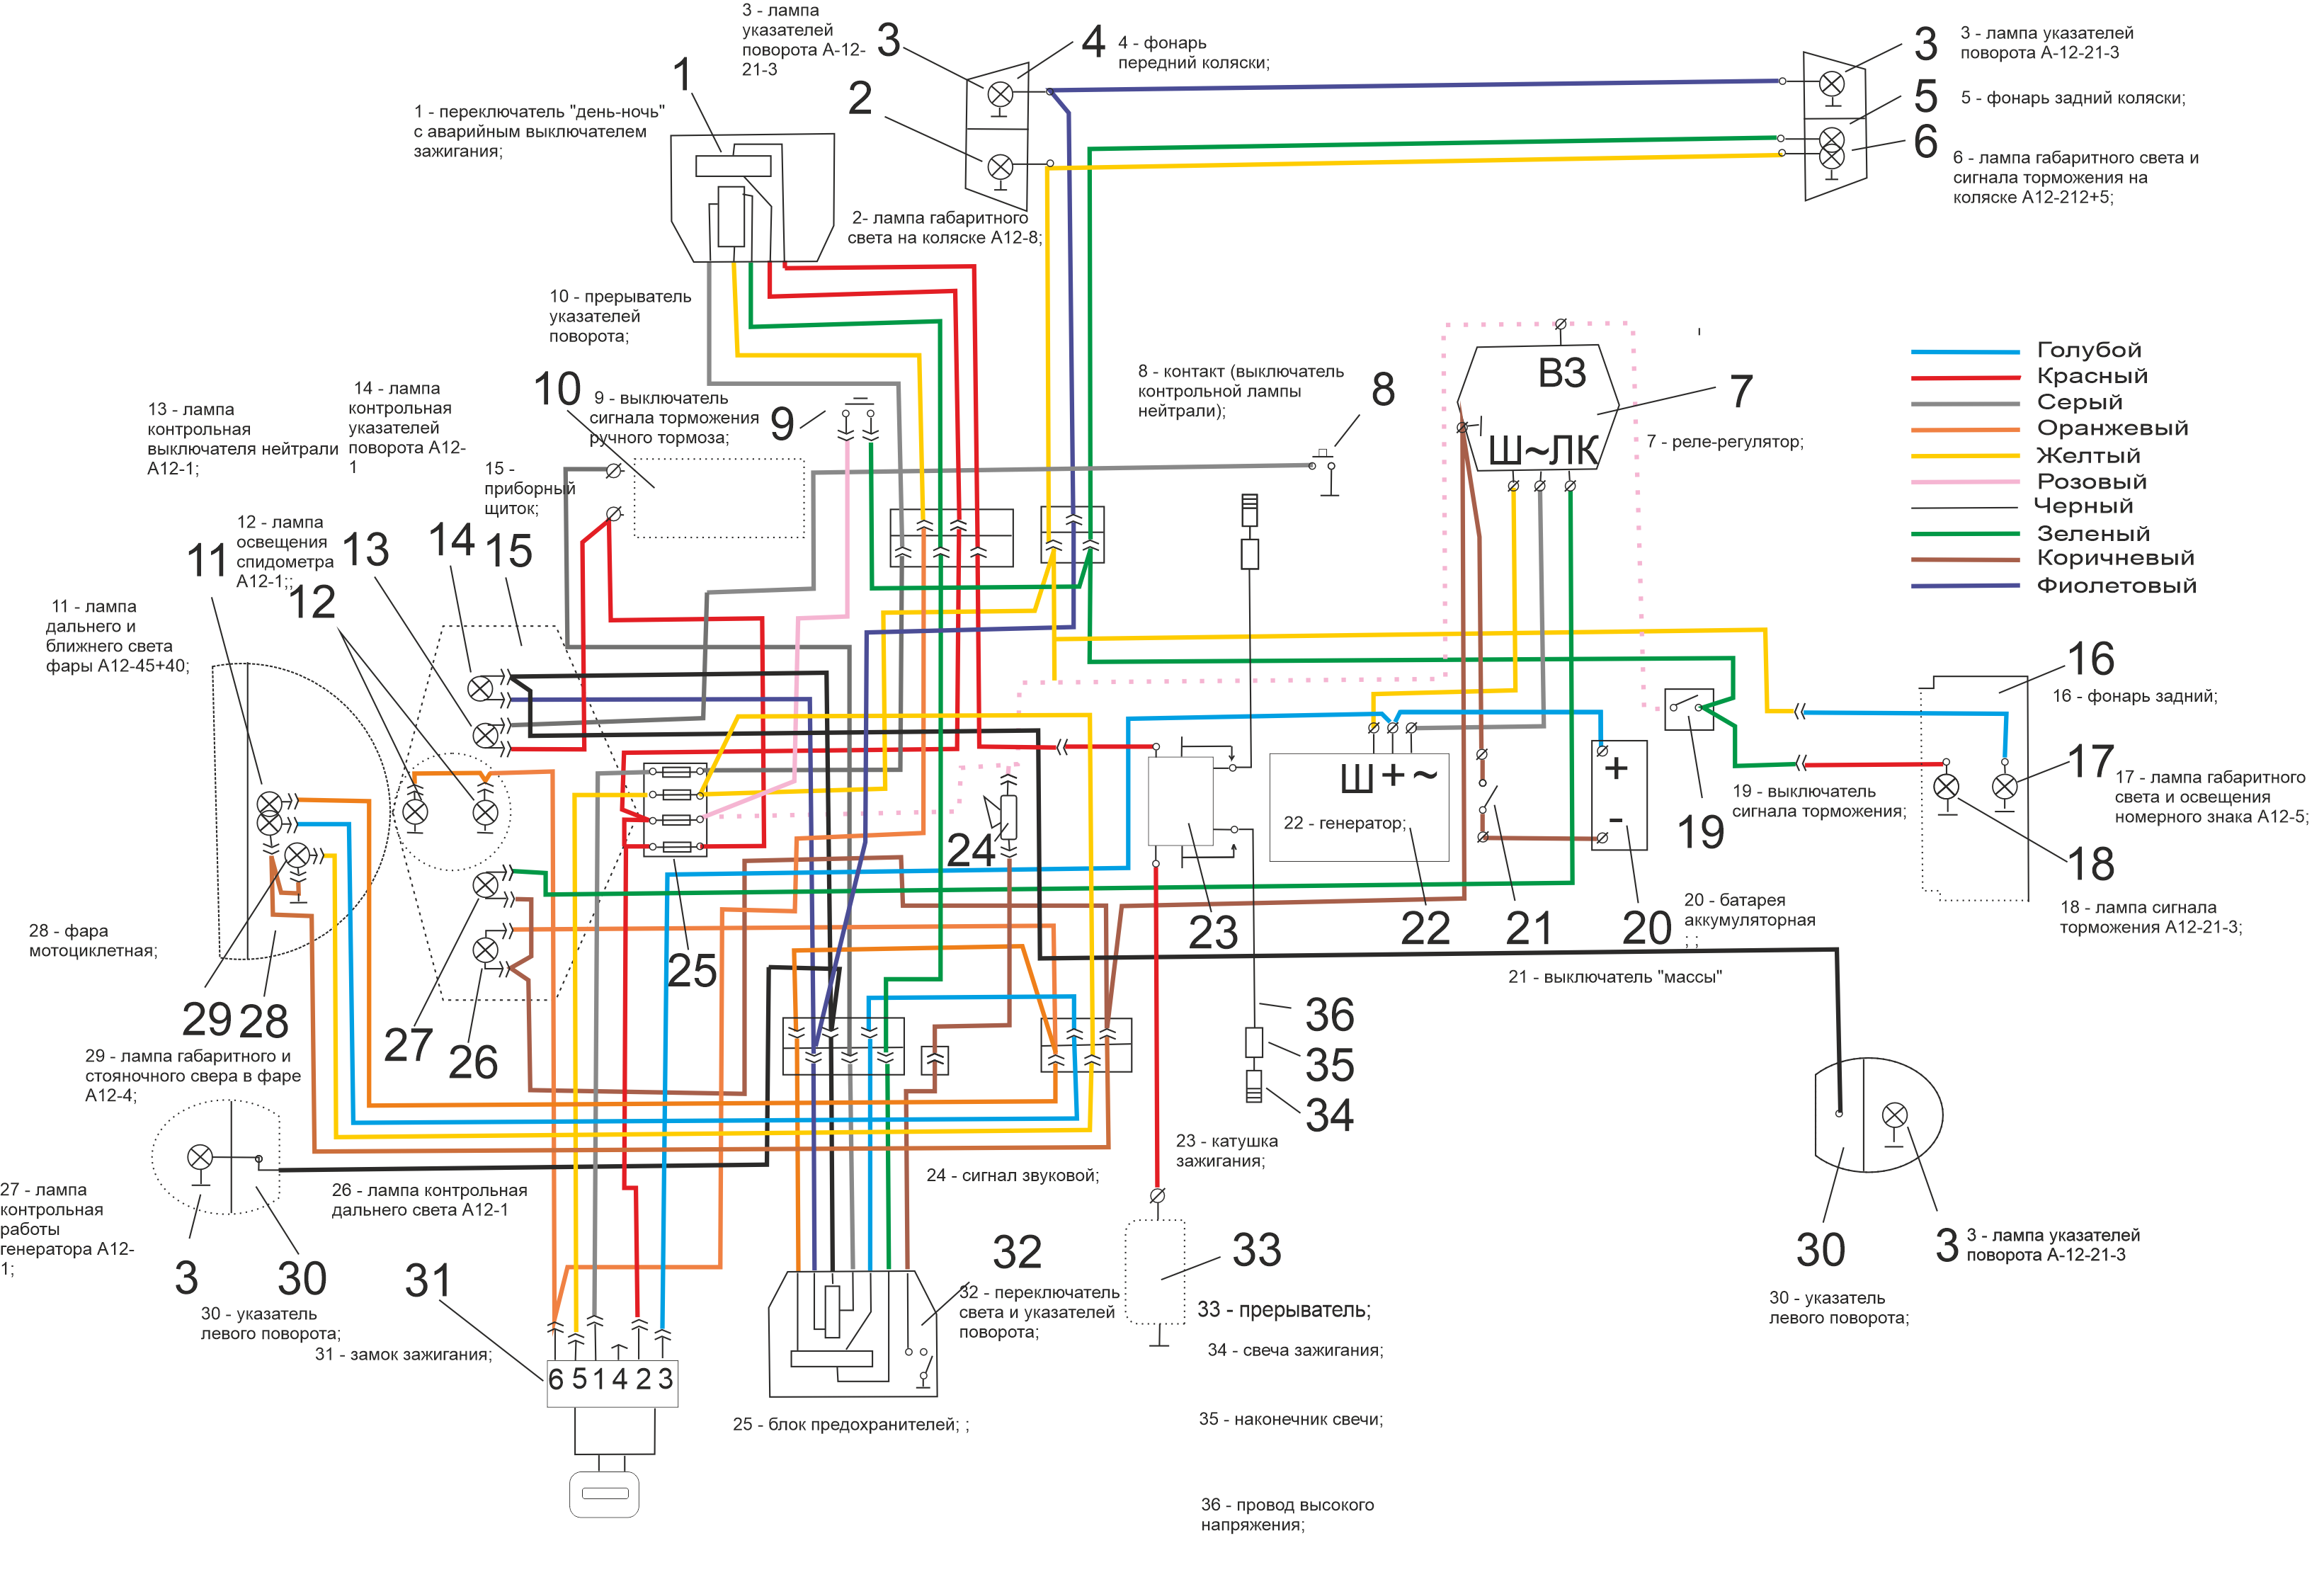 3 - лампа
указателей
поворота А-12-
21-3
3
4
4 - фонарь
передний коляски;
3
3 - лампа указателей
поворота А-12-21-3
1
2
5
5 - фонарь задний коляски;
1 - переключатель "день-ночь"
с аварийным выключателем
зажигания;
6
6 - лампа габаритного света и
сигнала торможения на
коляске А12-212+5;
2- лампа габаритного
света на коляске А12-8;
10 - прерыватель
указателей
поворота;
10
9 - выключатель
сигнала торможения
ручного тормоза;
9
8 - контакт (выключатель
контрольной лампы
нейтрали);
8
ВЗ
Ш~ЛК
7
7 - реле-регулятор;
Голубой
Красный
Серый
Оранжевый
Желтый
Розовый
Черный
Зеленый
Коричневый
Фиолетовый
13 - лампа
контрольная
выключателя нейтрали
А12-1;
14 - лампа
контрольная
указателей
поворота А12-
1
15 -
приборный
щиток;
12 - лампа
освещения
спидометра
А12-1;;
11
12
13
14
15
11 - лампа
дальнего и
ближнего света
фары А12-45+40;
16
16 - фонарь задний;
17
17 - лампа габаритного
света и освещения
номерного знака А12-5;
18
18 - лампа сигнала
торможения А12-21-3;
19 - выключатель
сигнала торможения;
19
+
-
20
20 - батарея
аккумуляторная
; ;
21
21 - выключатель "массы"
Ш+~
22 - генератор;
22
23
24
25
28 - фара
мотоциклетная;
29
28
27
26
29 - лампа габаритного и
стояночного свера в фаре
А12-4;
36
35
34
23 - катушка
зажигания;
24 - сигнал звуковой;
27 - лампа
контрольная
работы
генератора А12-
1;
26 - лампа контрольная
дальнего света А12-1
3
30
30 - указатель
левого поворота;
31
31 - замок зажигания;
6 5 1 4 2 3
32
32 - переключатель
света и указателей
поворота;
33
33 - прерыватель;
34 - свеча зажигания;
35 - наконечник свечи;
36 - провод высокого
напряжения;
25 - блок предохранителей; ;
30
30 - указатель
левого поворота;
3
3 - лампа указателей
поворота А-12-21-3